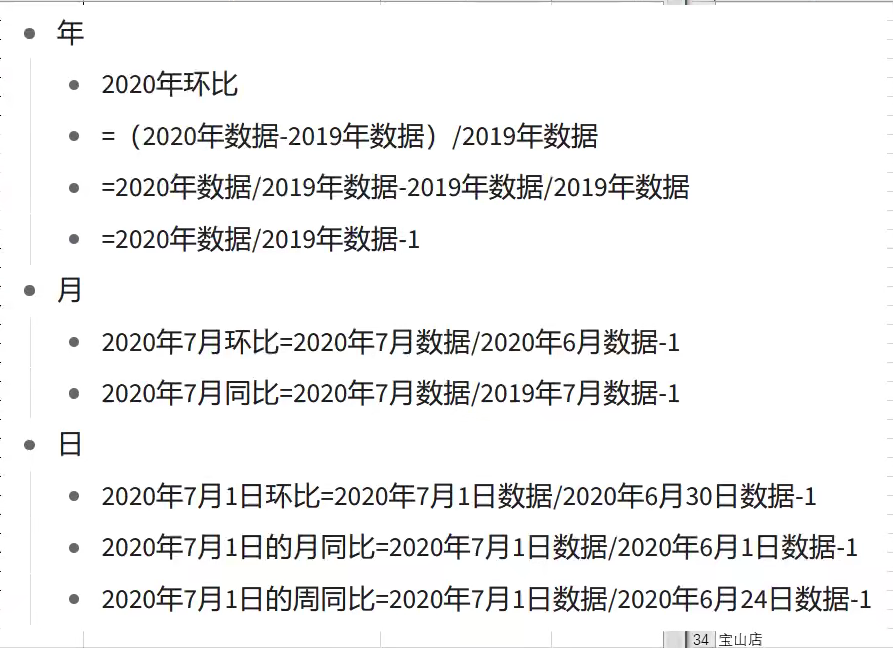 年
2020年环比
=（2020年数据-2019年数据）/2019年数据
=2020年数据/2019年数据-2019年数据/2019年数据
=2020年数据/2019年数据-1
月
2020年7月环比=2020年7月数据/2020年6月数据-1
2020年7月同比=2020年7月数据/2019年7月数据-1
日
2020年7月1日环比=2020年7月1日数据/2020年6月30日数据-1
2020年7月1日的月同比=2020年7月1日数据/2020年6月1日数据-1
2020年7月1日的周同比=2020年7月1日数据/2020年6月24日数据-1
34 宝山店